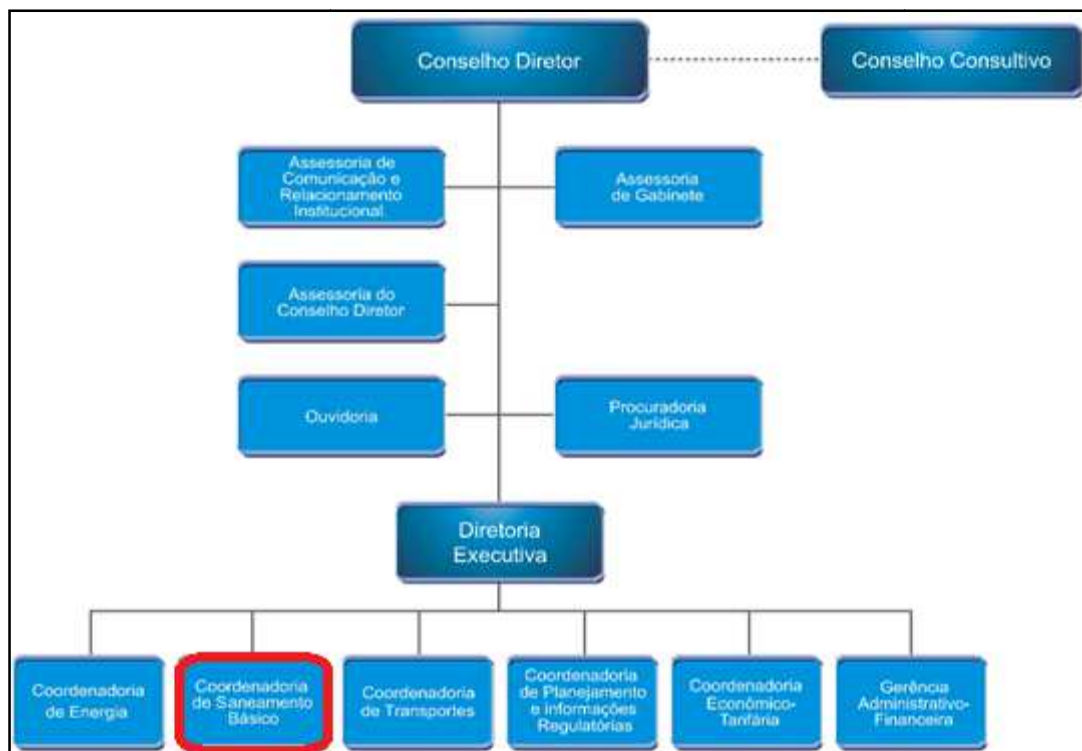 Conselho Diretor
Conselho Consultivo
Assessoria de
Comunicação e
Relacionamento
Institucional
Assessoria
de Gabinete
Assessoria do
Conselho Diretor
Ouvidoria
Procuradoria
Jurídica
Diretoria
Executiva
Coordenadoria
de Energia
Coordenadoria
de Saneamento
Básico
Coordenadoria
de Transportes
Coordenadoria
de Planejamento
e informações
Regulatórias
Coordenadoria
Econômico-
Tarifária
Gerência
Administrativo-
Financeira